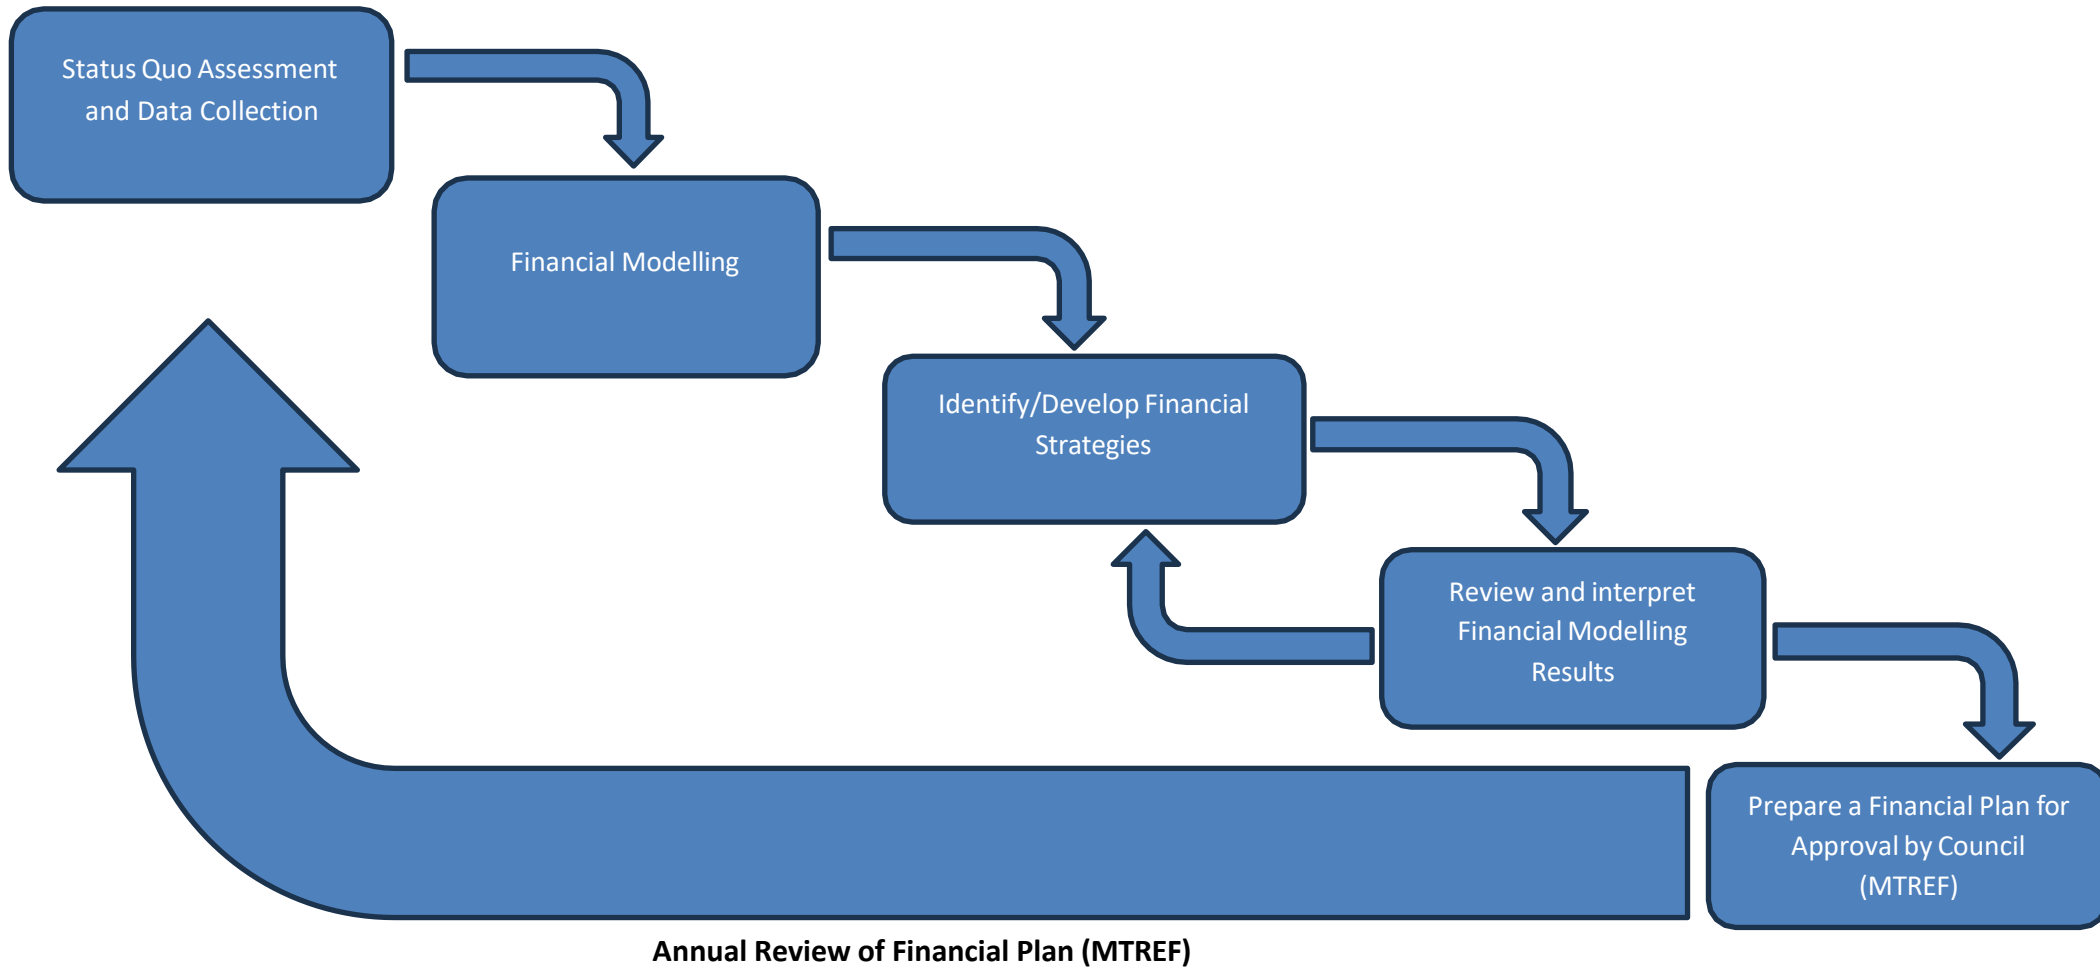 Status Quo Assessment
and Data Collection
Financial Modelling
Identify/Develop Financial
Strategies
Review and interpret
Financial Modelling
Results
Prepare a Financial Plan for
Approval by Council
(MTREF)
Annual Review of Financial Plan (MTREF)